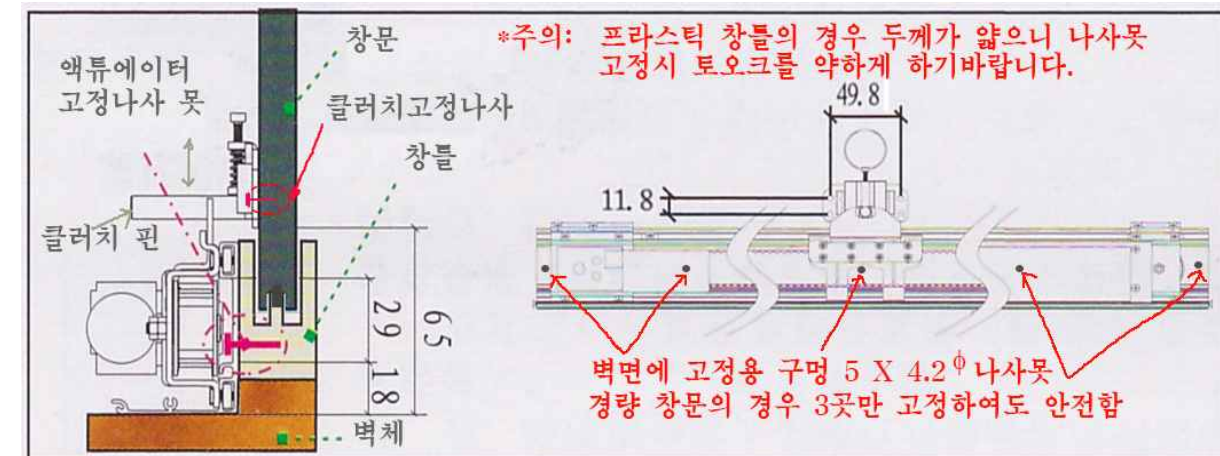 *주의: 프라스틱 창틀의 경우 두께가 얇으니 나사못
고정시 토오크를 약하게 하기바랍니다.
창문
액튜에이터
고정나사 못
클러치고정나사
창틀
클러치 핀
65
29
18
벽체
49.8
11.8
벽면에 고정용 구멍 5 X 4.2ϕ 나사못
경량 창문의 경우 3곳만 고정하여도 안전함